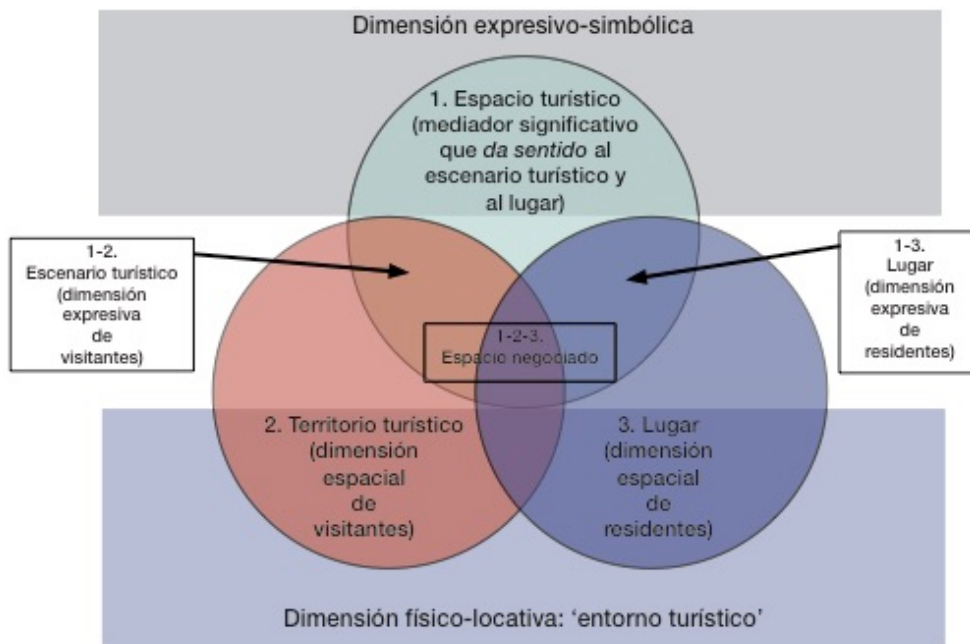 Dimensión expresivo-simbólica
1. Espacio turístico
(mediador significativo
que da sentido al
escenario turístico y
al lugar)
1-2.
Escenario turístico
(dimensión
expresiva
de
visitantes)
1-3.
Lugar
(dimensión
expresiva
de
residentes)
1-2-3.
Espacio negociado
2. Territorio turístico
(dimensión
espacial
de
visitantes)
3. Lugar
(dimensión
espacial
de
residentes)
Dimensión físico-locativa: ‘entorno turístico’